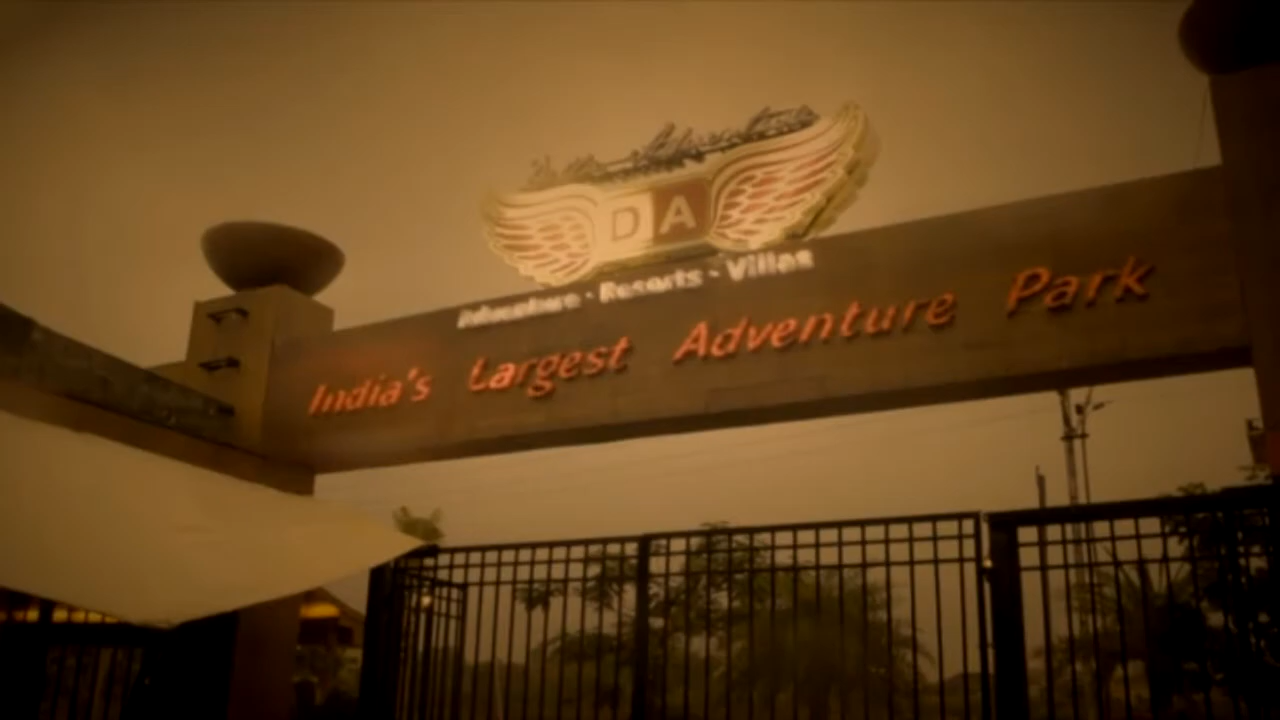 DA
Adventure · Resorts · Villas
India's Largest Adventure Park